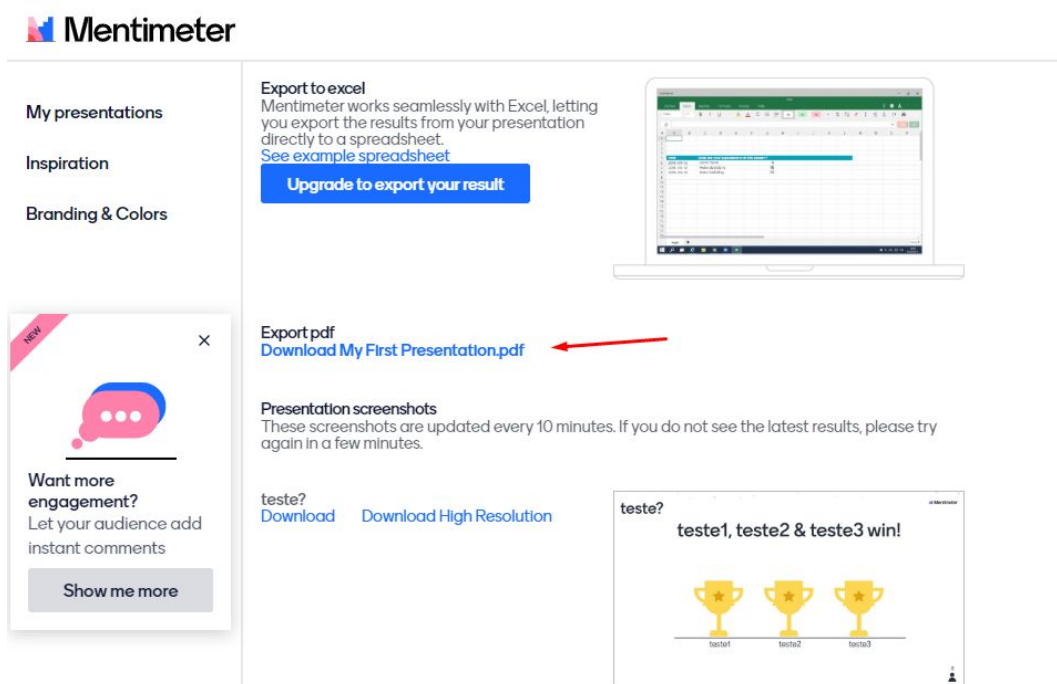 Mentimeter
My presentations
Inspiration
Branding & Colors
NEW
Want more
engagement?
Let your audience add
instant comments
Show me more
Export to excel
Mentimeter works seamlessly with Excel, letting
you export the results from your presentation
directly to a spreadsheet.
See example spreadsheet
Upgrade to export your result
Export pdf
Download My First Presentation.pdf
Presentation screenshots
These screenshots are updated every 10 minutes. If you do not see the latest results, please try
again in a few minutes.
teste?
Download Download High Resolution
teste?
Mentimeter
teste1, teste2 & teste3 win!
teste1 teste2 teste3